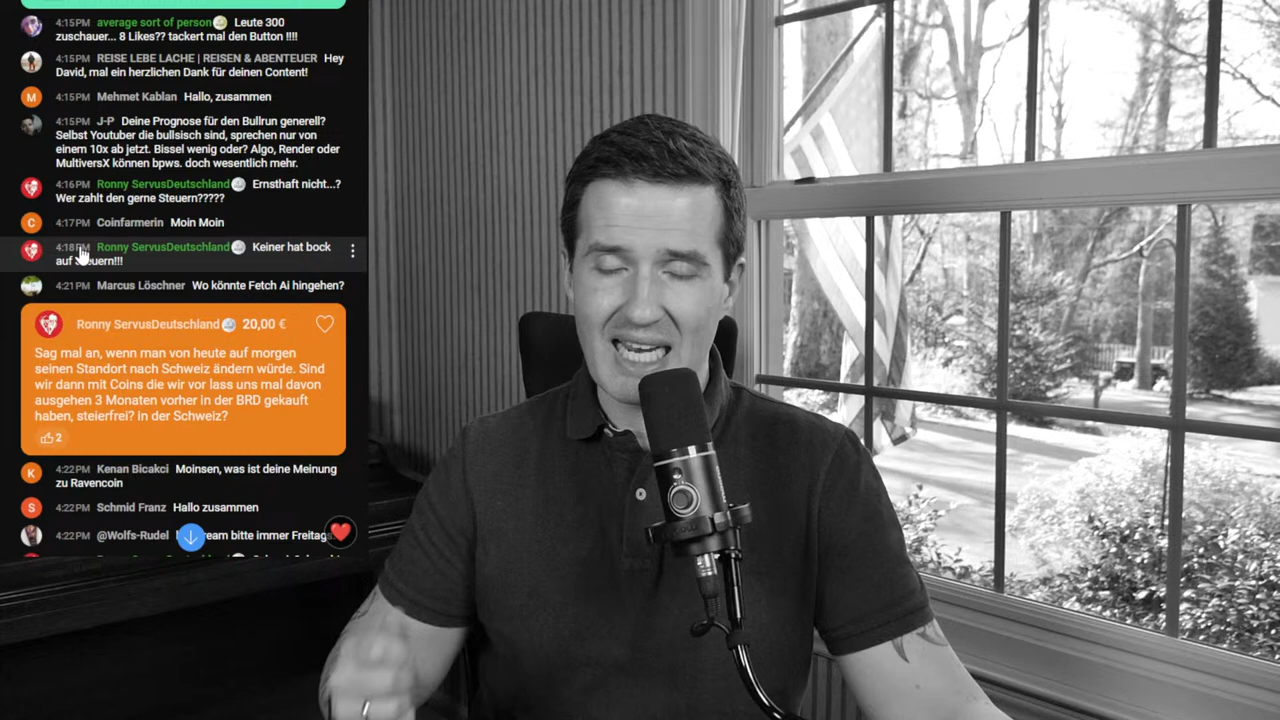 4:15PM average sort of person Leute 300
zuschauer... 8 Likes?? tackert mal den Button !!!!
4:15PM REISE LEBE LACHE | REISEN & ABENTEUER Hey
David, mal ein herzlichen Dank für deinen Content!
4:15PM Mehmet Kablan Hallo, zusammen
M
4:15PM J-P Deine Prognose für den Bullrun generell?
Selbst Youtuber die bullsisch sind, sprechen nur von
einem 10x ab jetzt. Bissel wenig oder? Algo, Render oder
MultiversX können bpws. doch wesentlich mehr.
4:16PM Ronny ServusDeutschland Ernsthaft nicht...?
Wer zahlt den gerne Steuern?????
C
4:17PM Coinfarmerin Moin Moin
4:18PM Ronny ServusDeutschland Keiner hat bock
auf
4:21PM Marcus Löschner Wo könnte Fetch Ai hingehen?
Ronny ServusDeutschland 20,00 €
Sag mal an, wenn man von heute auf morgen
seinen Standort nach Schweiz ändern würde. Sind
wir dann mit Coins die wir vor lass uns mal davon
ausgehen 3 Monaten vorher in der BRD gekauft
haben, steierfrei? In der Schweiz?
2
K
4:22PM Kenan Bicakci Moinsen, was ist deine Meinung
zu Ravencoin
S
4:22PM Schmid Franz Hallo zusammen
4:22PM @Wolfs-Rudel bitte immer Freitags